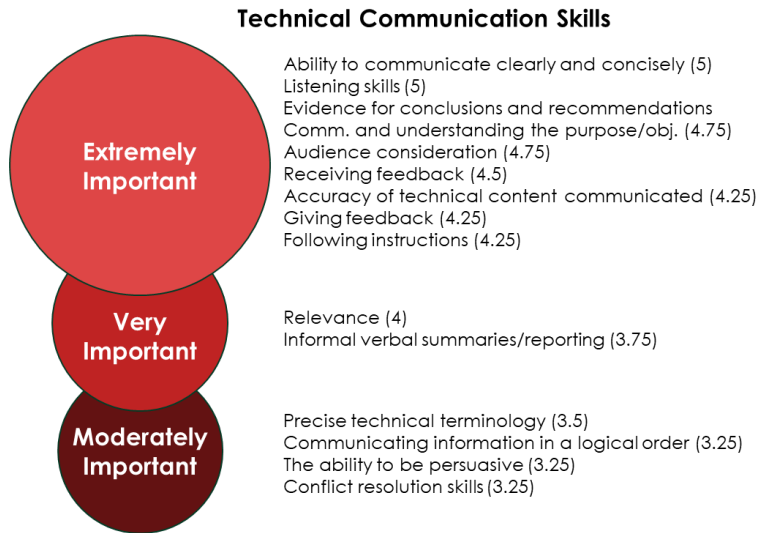 Technical Communication Skills
Extremely
Important
Ability to communicate clearly and concisely (5)
Listening skills (5)
Evidence for conclusions and recommendations
Comm. and understanding the purpose/obj. (4.75)
Audience consideration (4.75)
Receiving feedback (4.5)
Accuracy of technical content communicated (4.25)
Giving feedback (4.25)
Following instructions (4.25)
Very
Important
Relevance (4)
Informal verbal summaries/reporting (3.75)
Moderately
Important
Precise technical terminology (3.5)
Communicating information in a logical order (3.25)
The ability to be persuasive (3.25)
Conflict resolution skills (3.25)